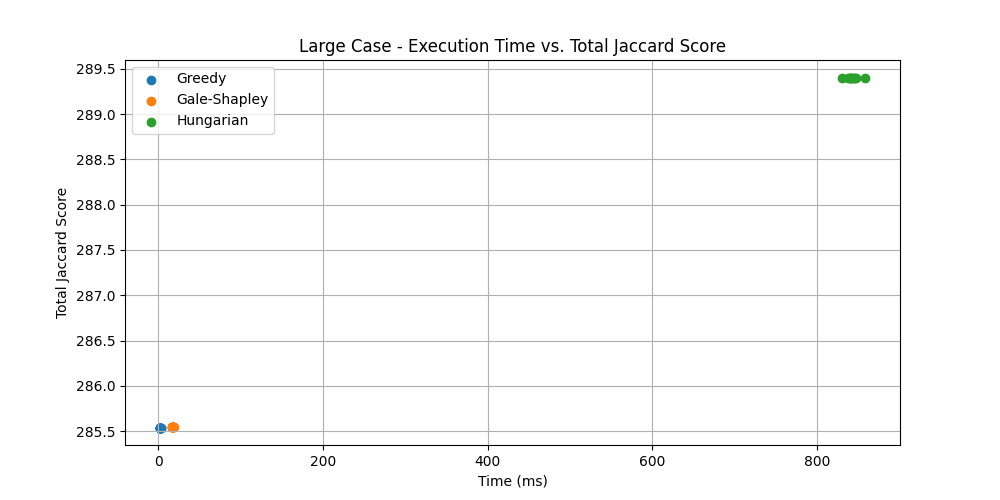 Large Case - Execution Time vs. Total Jaccard Score
Greedy
Gale-Shapley
Hungarian
289.5
289.0
288.5
288.0
287.5
287.0
286.5
286.0
285.5
Total Jaccard Score
0
200
400
600
800
Time (ms)